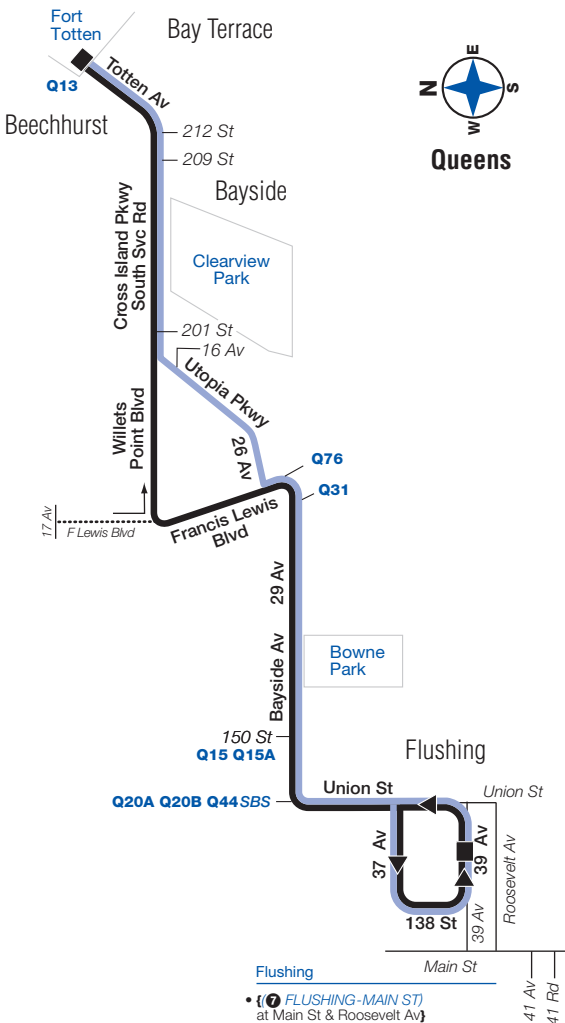 Fort
Totten
Bay Terrace
Q13
Totten Av
N
E
S
W
Queens
Beechhurst
212 St
209 St
Bayside
Cross Island Pkwy
South Svc Rd
Clearview
Park
201 St
16 Av
Utopia Pkwy
Willets
Point Blvd
26 Av
Q76
Q31
17 Av
F Lewis Blvd
Francis Lewis
Blvd
29 Av
Bowne
Park
Bayside Av
150 St
Q15 Q15A
Flushing
Q20A Q20B Q44 SBS
Union St
Union St
37 Av
39 Av
Roosevelt Av
138 St
39 Av
Main St
Flushing
• {(7 FLUSHING-MAIN ST)
at Main St & Roosevelt Av}
41 Av
41 Rd